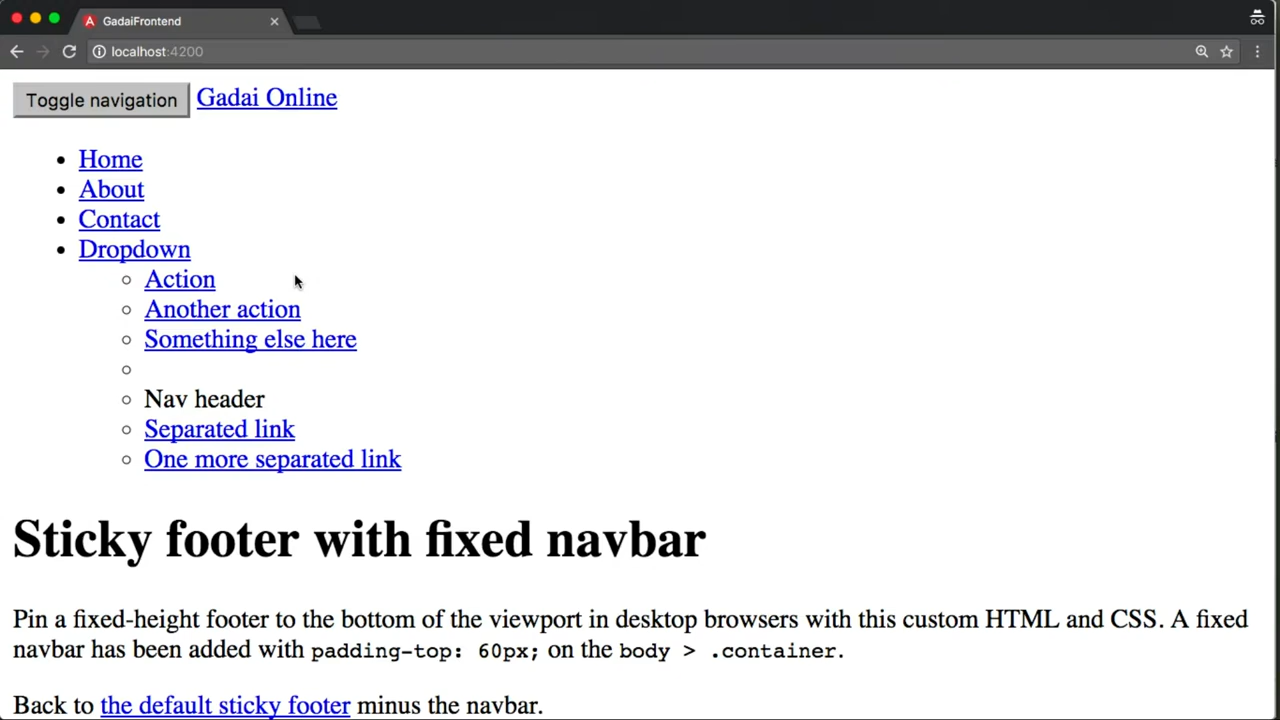 GadaiFrontend
localhost:4200
Toggle navigation Gadai Online
Home
About
Contact
Dropdown
Action
Another action
Something else here
Nav header
Separated link
One more separated link
Sticky footer with fixed navbar
Pin a fixed-height footer to the bottom of the viewport in desktop browsers with this custom HTML and CSS. A fixed
navbar has been added with padding-top: 60px; on the body > .container.
Back to the default sticky footer minus the navbar.